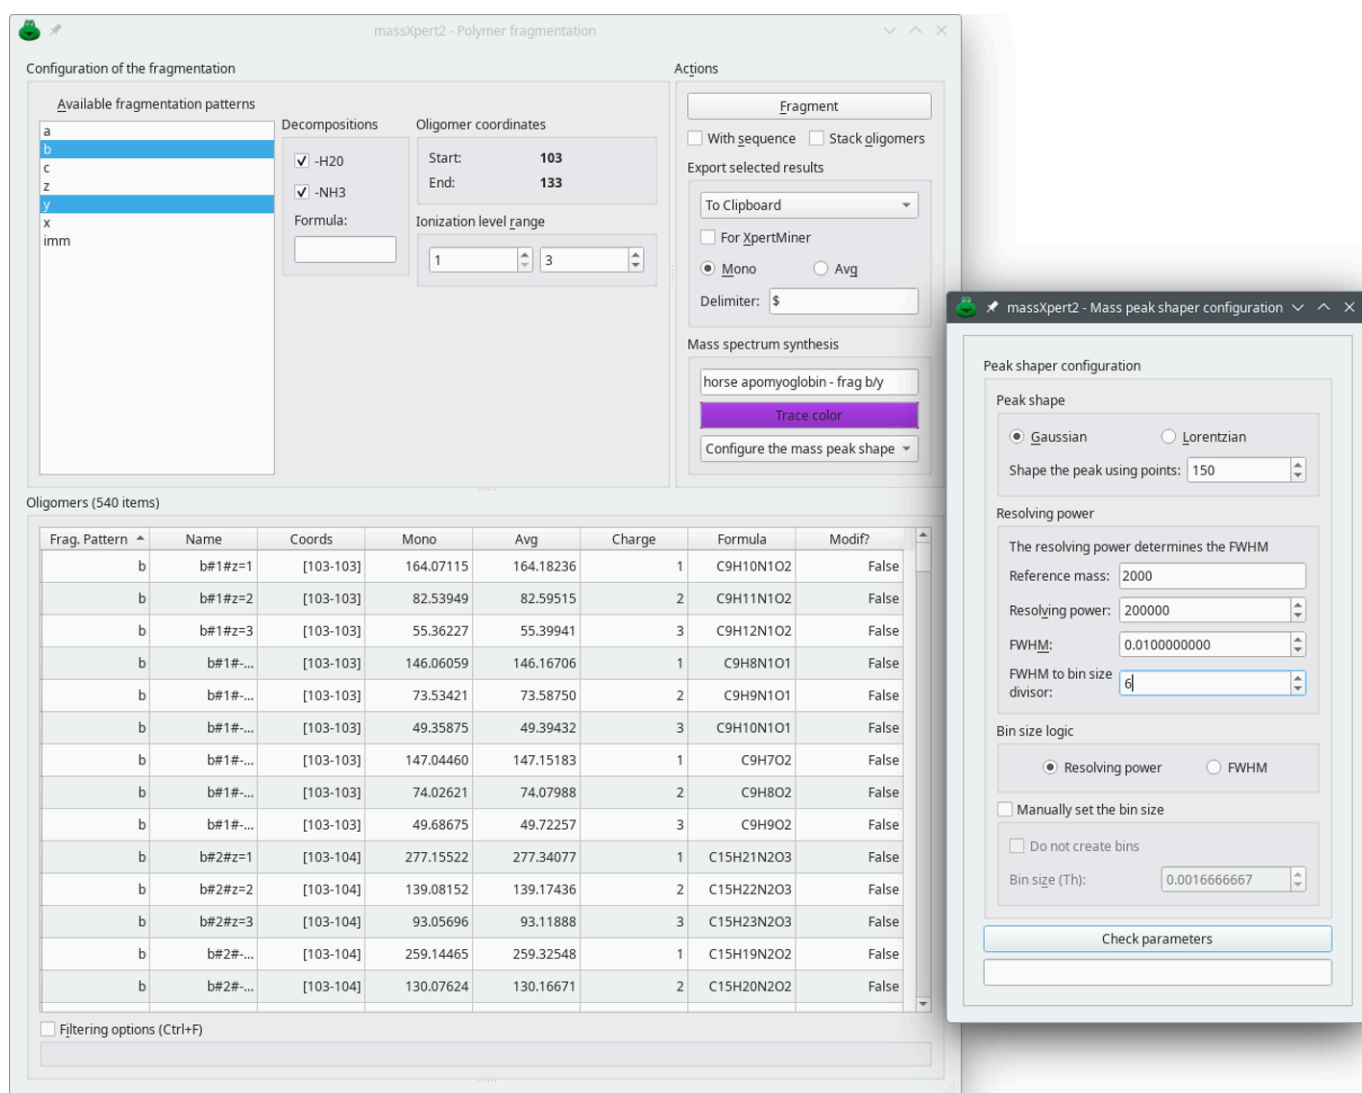 massXpert2 - Polymer fragmentation
Configuration of the fragmentation
Available fragmentation patterns
a
b
c
z
y
x
imm
Decompositions
-H20
-NH3
Formula:
Oligomer coordinates
Start: 103
End: 133
Ionization level range
1 3
Actions
Fragment
With sequence Stack oligomers
Export selected results
To Clipboard
For XpertMiner
Mono Avg
Delimiter: $
Mass spectrum synthesis
horse apomyoglobin - frag b/y
Trace color
Configure the mass peak shape
Oligomers (540 items)
Frag. Pattern Name Coords Mono Avg Charge Formula Modif?
b b#1#z=1 [103-103] 164.07115 164.18236 1 C9H10N1O2 False
b b#1#z=2 [103-103] 82.53949 82.59515 2 C9H11N1O2 False
b b#1#z=3 [103-103] 55.36227 55.39941 3 C9H12N1O2 False
b b#1#-... [103-103] 146.06059 146.16706 1 C9H8N1O1 False
b b#1#-... [103-103] 73.53421 73.58750 2 C9H9N1O1 False
b b#1#-... [103-103] 49.35875 49.39432 3 C9H10N1O1 False
b b#1#-... [103-103] 147.04460 147.15183 1 C9H7O2 False
b b#1#-... [103-103] 74.02621 74.07988 2 C9H8O2 False
b b#1#-... [103-103] 49.68675 49.72257 3 C9H9O2 False
b b#2#z=1 [103-104] 277.15522 277.34077 1 C15H21N2O3 False
b b#2#z=2 [103-104] 139.08152 139.17436 2 C15H22N2O3 False
b b#2#z=3 [103-104] 93.05696 93.11888 3 C15H23N2O3 False
b b#2#-... [103-104] 259.14465 259.32548 1 C15H19N2O2 False
b b#2#-... [103-104] 130.07624 130.16671 2 C15H20N2O2 False
Filtering options (Ctrl+F)
massXpert2 - Mass peak shaper configuration
Peak shaper configuration
Peak shape
Gaussian Lorentzian
Shape the peak using points: 150
Resolving power
The resolving power determines the FWHM
Reference mass: 2000
Resolving power: 200000
FWHM: 0.0100000000
FWHM to bin size
divisor: 6
Bin size logic
Resolving power FWHM
Manually set the bin size
Do not create bins
Bin size (Th): 0.0016666667
Check parameters